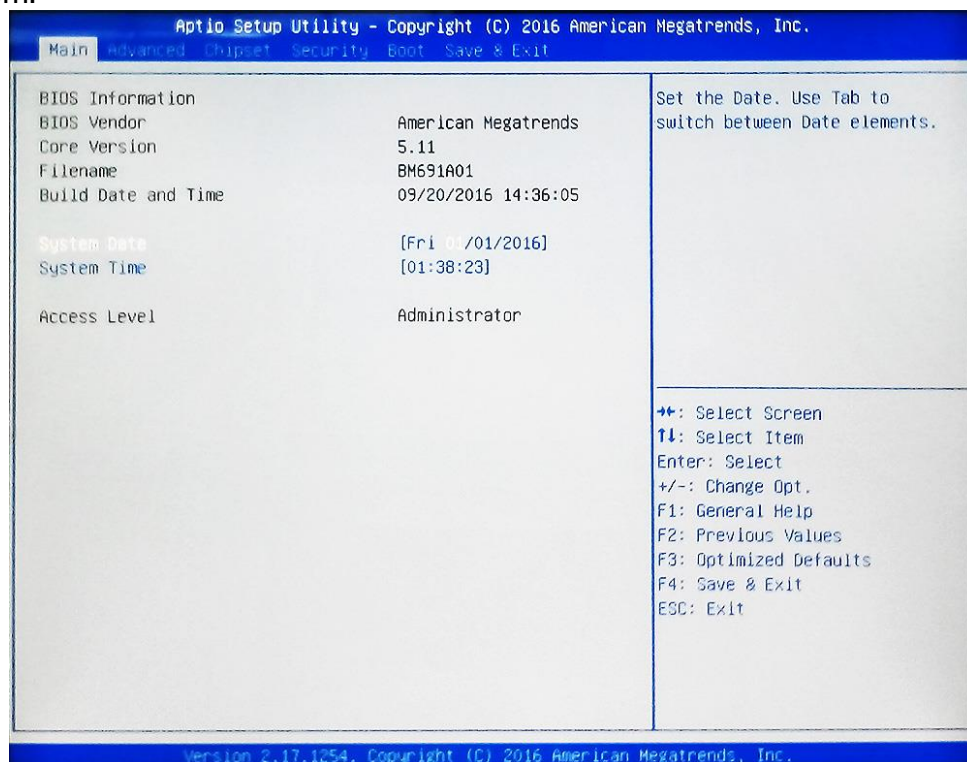 Aptio Setup Utility - Copyright (C) 2016 American Megatrends, Inc.
Main Advanced Chipset Security Boot Save & Exit
BIOS Information
BIOS Vendor American Megatrends
Core Version 5.11
Filename BM691A01
Build Date and Time 09/20/2016 14:36:05
System Date [Fri 01/01/2016]
System Time [01:38:23]
Access Level Administrator
Set the Date. Use Tab to
switch between Date elements.
→←: Select Screen
↑↓: Select Item
Enter: Select
+/-: Change Opt.
F1: General Help
F2: Previous Values
F3: Optimized Defaults
F4: Save & Exit
ESC: Exit
Version 2.17.1254. Copyright (C) 2016 American Megatrends, Inc.